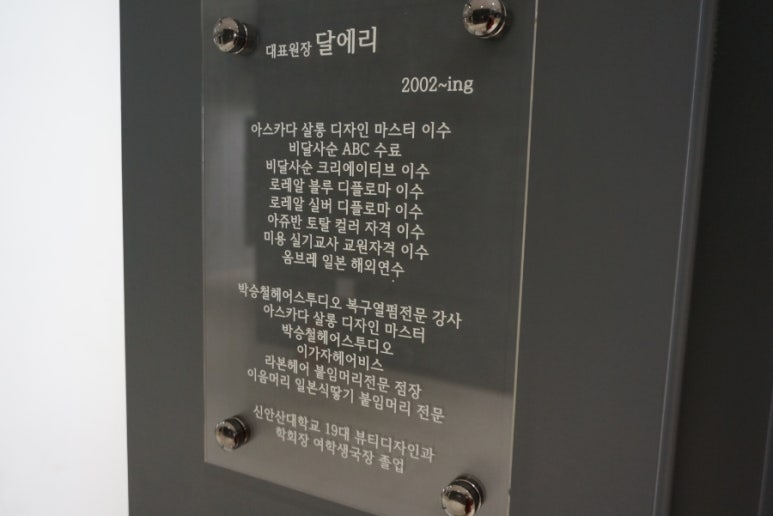 대표원장 달에리
2002~ing
아스카다 살롱 디자인 마스터 이수
비달사순 ABC 수료
비달사순 크리에이티브 이수
로레알 블루 디플로마 이수
로레알 실버 디플로마 이수
아쥬반 토탈 컬러 자격 이수
미용 실기교사 교원자격 이수
옴브레 일본 해외연수
박승철헤어스투디오 복구열펌전문 강사
아스카다 살롱 디자인 마스터
박승철헤어스투디오
이가자헤어비스
라본헤어 붙임머리전문 점장
이음머리 일본식땋기 붙임머리 전문
신안산대학교 19대 뷰티디자인과
학회장 여학생국장 졸업